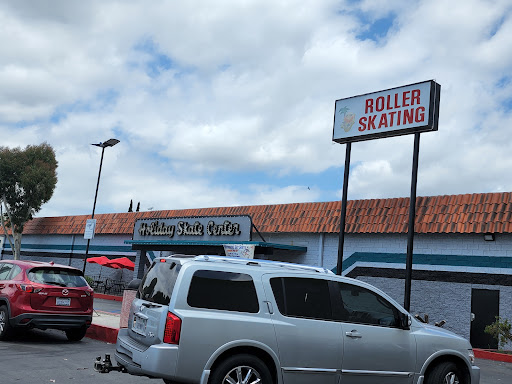 ROLLER
SKATING
Holiday Skate Center